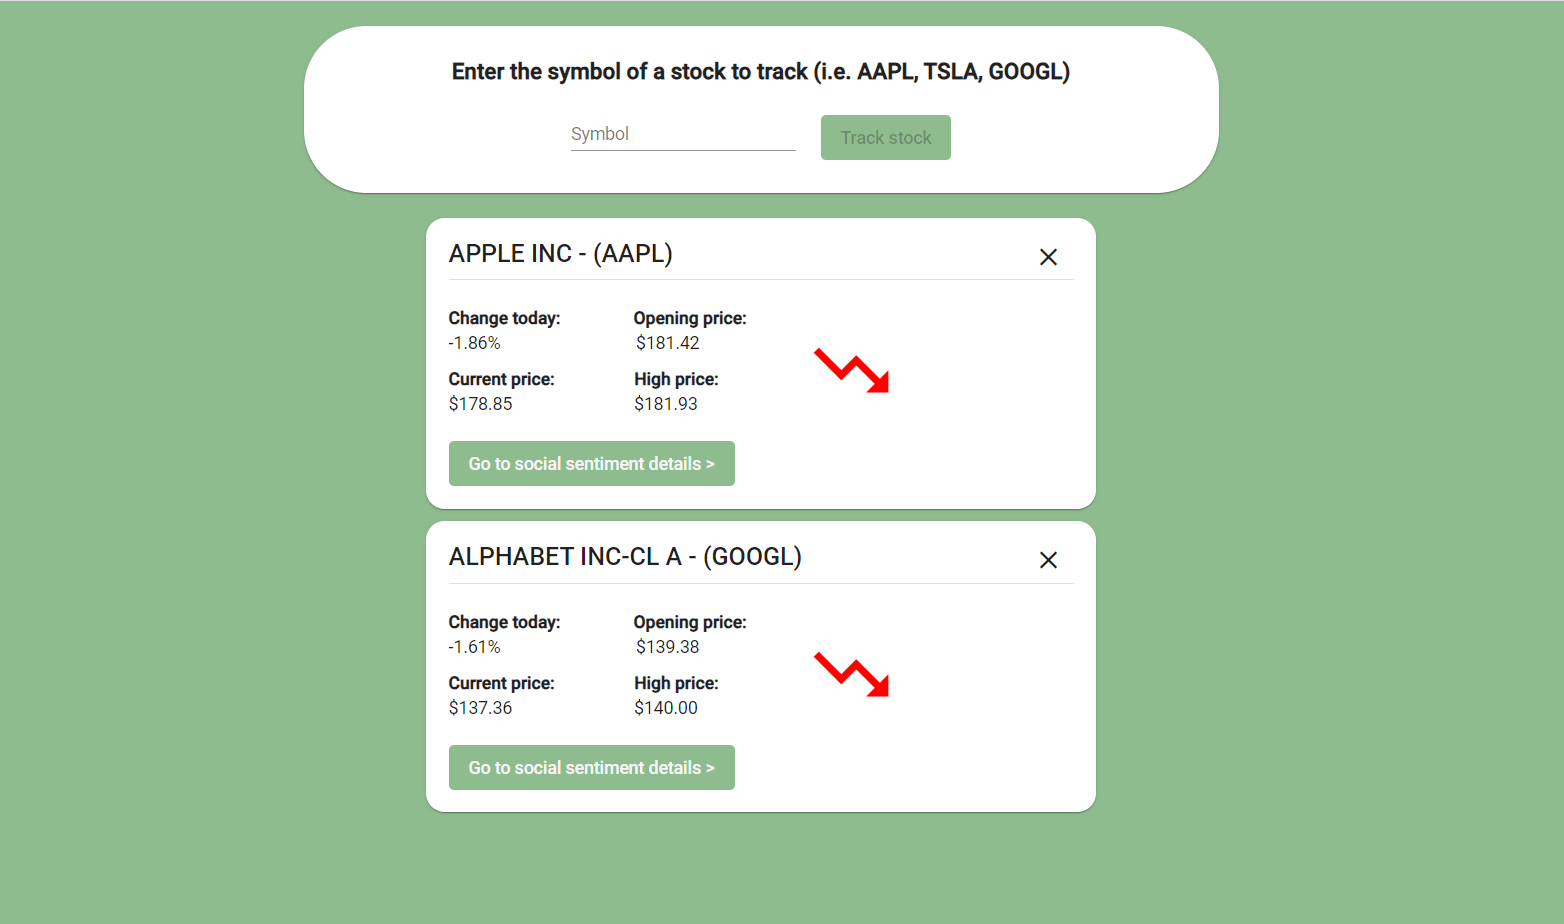 Enter the symbol of a stock to track (i.e. AAPL, TSLA, GOOGL)
Symbol Track stock
APPLE INC - (AAPL)
Change today: Opening price:
-1.86% $181.42
Current price: High price:
$178.85 $181.93
Go to social sentiment details >
ALPHABET INC-CL A - (GOOGL)
Change today: Opening price:
-1.61% $139.38
Current price: High price:
$137.36 $140.00
Go to social sentiment details >